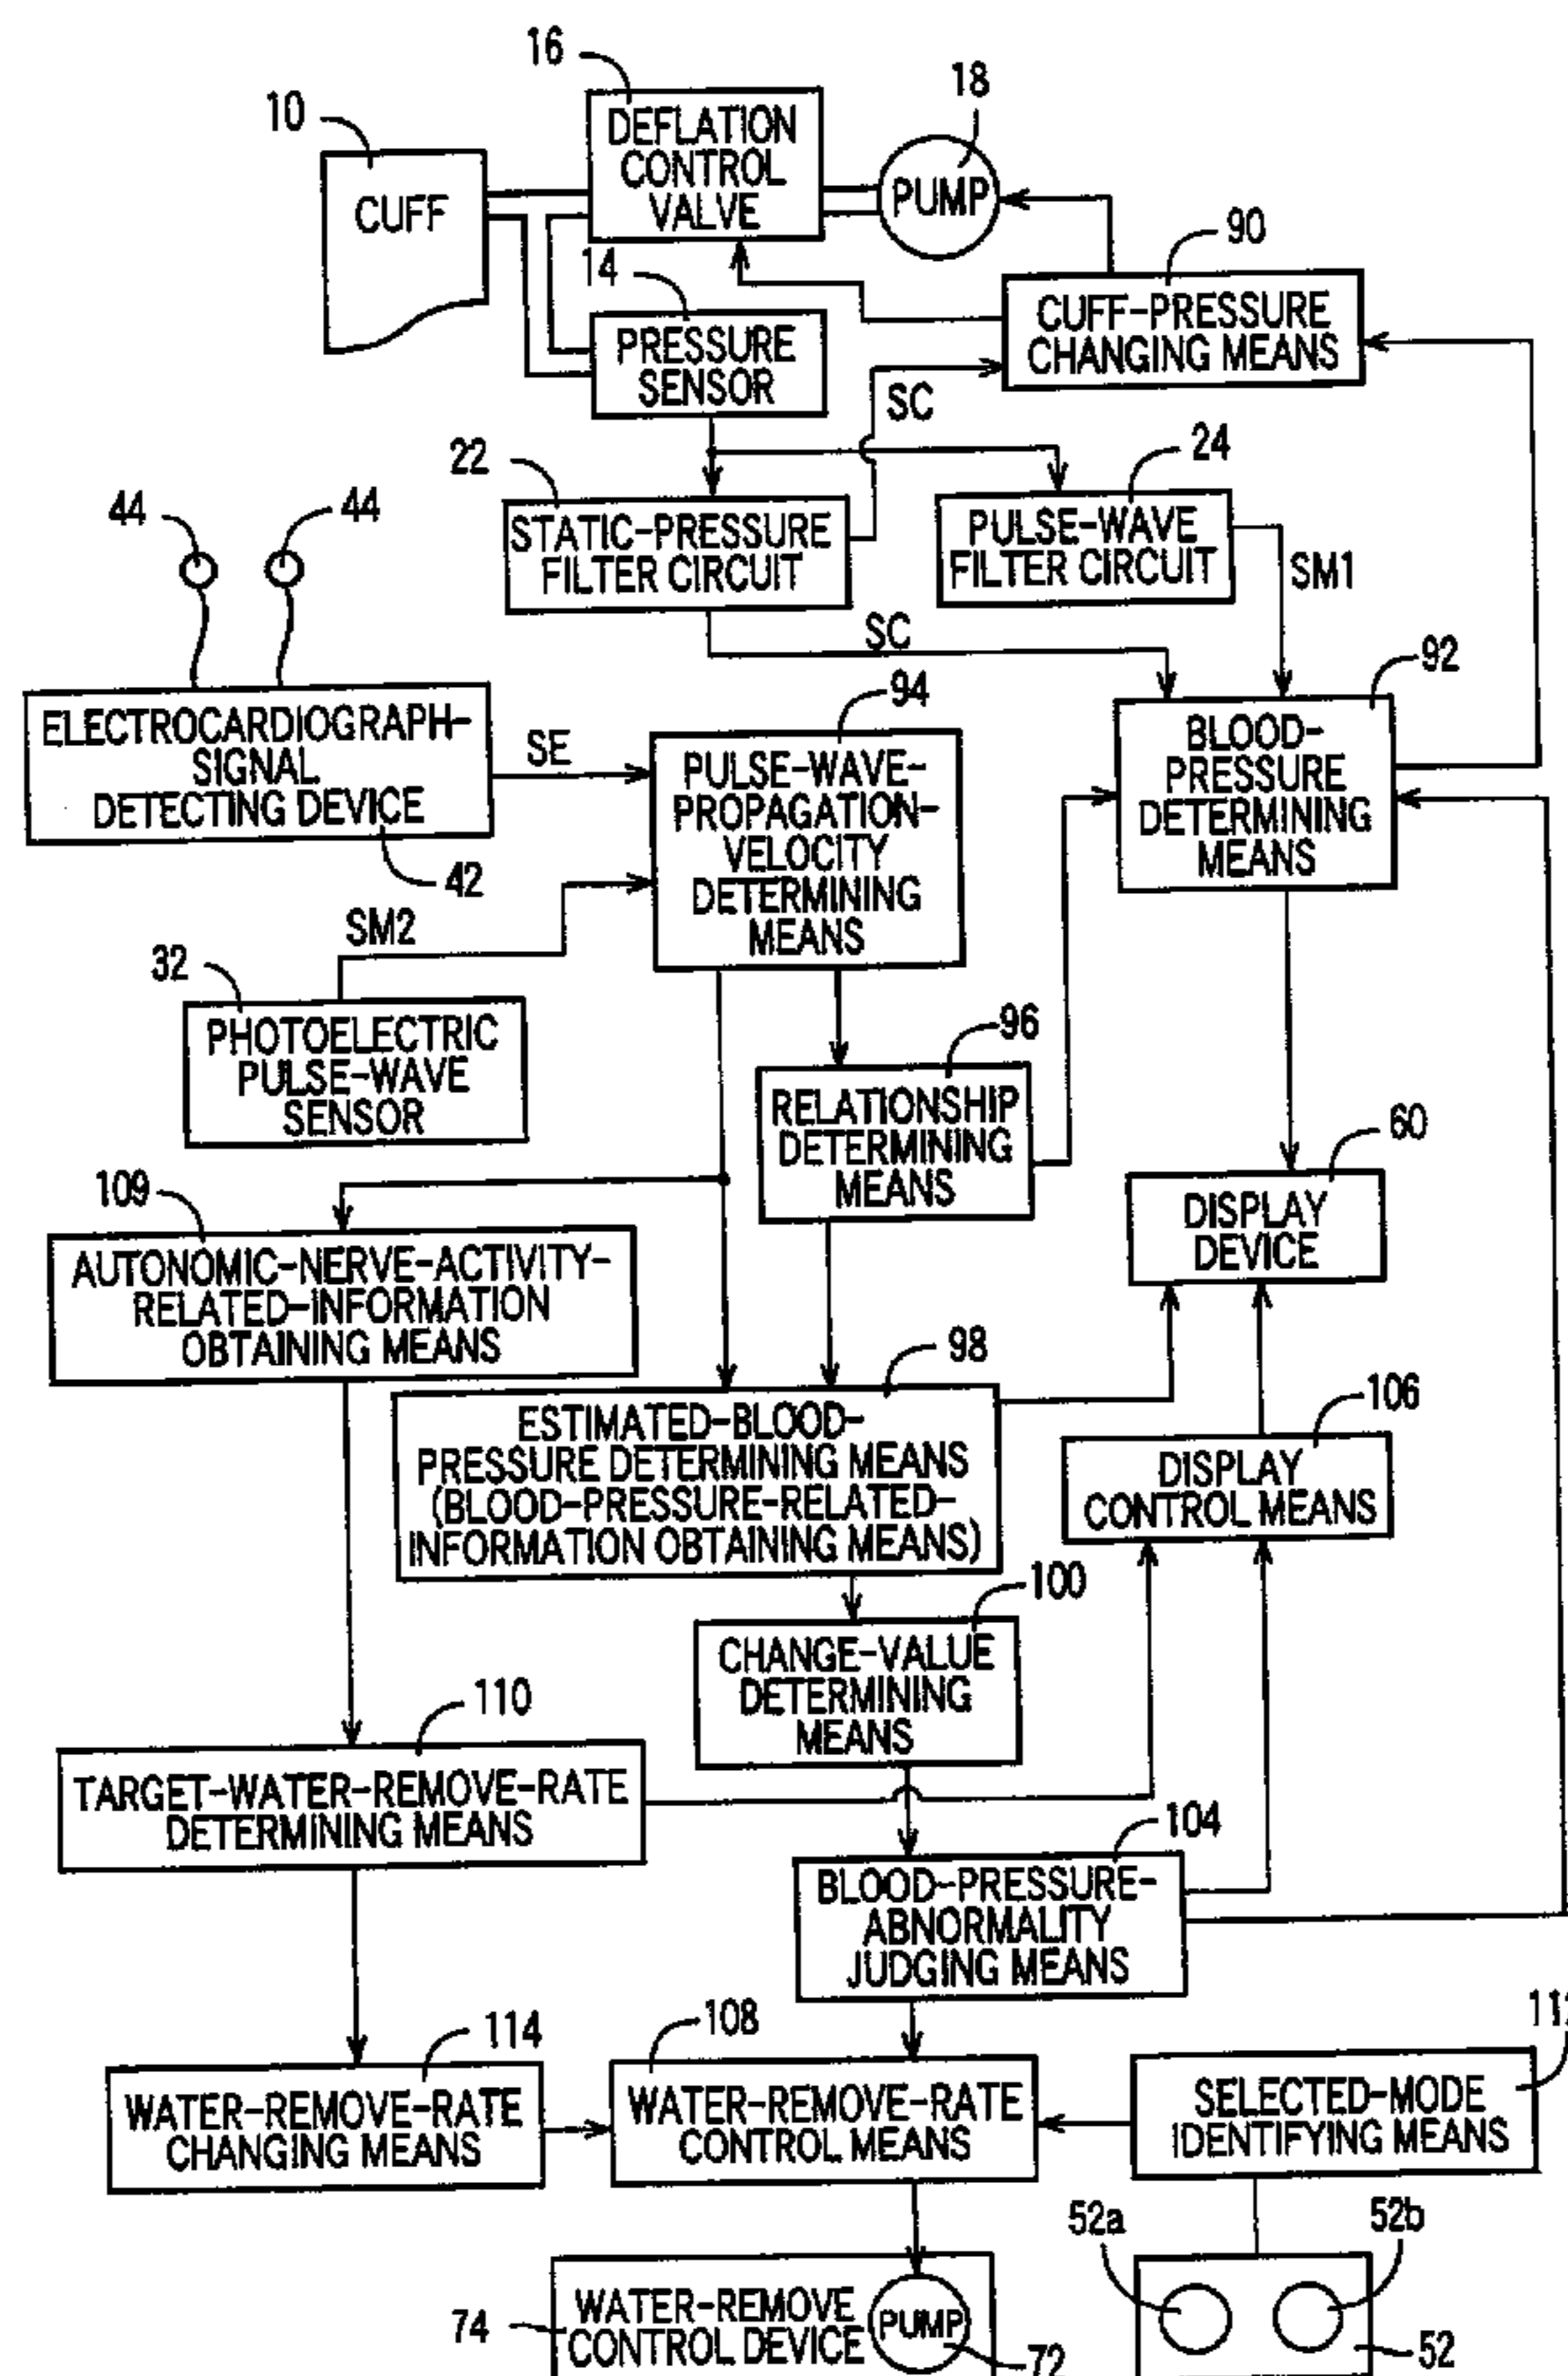 16
18
10
DEFLATION
CONTROL
VALVE
PUMP
CUFF
90
14
CUFF-PRESSURE
CHANGING MEANS
PRESSURE
SENSOR
SC
22
24
44
44
STATIC-PRESSURE
FILTER CIRCUIT
PULSE-WAVE
FILTER CIRCUIT
SM1
SC
92
94
ELECTROCARDIOGRAPH-
SIGNAL
DETECTING DEVICE
SE
PULSE-WAVE-
PROPAGATION-
VELOCITY
DETERMINING
MEANS
BLOOD-
PRESSURE
DETERMINING
MEANS
42
SM2
32
PHOTOELECTRIC
PULSE-WAVE
SENSOR
96
RELATIONSHIP
DETERMINING
MEANS
60
109
DISPLAY
DEVICE
AUTONOMIC-NERVE-ACTIVITY-
RELATED-INFORMATION
OBTAINING MEANS
98
106
ESTIMATED-BLOOD-
PRESSURE DETERMINING MEANS
(BLOOD-PRESSURE-RELATED-
INFORMATION OBTAINING MEANS)
DISPLAY
CONTROL MEANS
100
CHANGE-VALUE
DETERMINING
MEANS
110
TARGET-WATER-REMOVE-RATE
DETERMINING MEANS
104
BLOOD-PRESSURE-
ABNORMALITY
JUDGING MEANS
108
114
WATER-REMOVE-RATE
CHANGING MEANS
WATER-REMOVE-RATE
CONTROL MEANS
SELECTED-MODE
IDENTIFYING MEANS
52a
52b
74
WATER-REMOVE
CONTROL DEVICE
PUMP
72
52